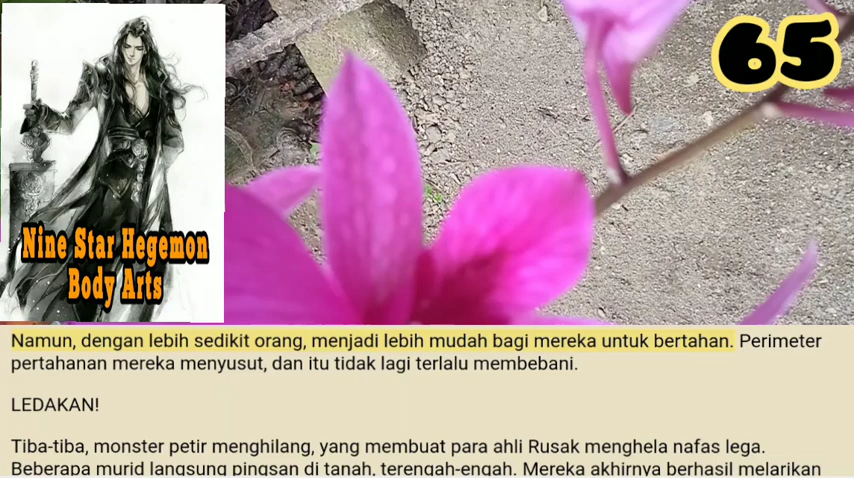 65
Nine Star Hegemon
Body Arts
Namun, dengan lebih sedikit orang, menjadi lebih mudah bagi mereka untuk bertahan. Perimeter
pertahanan mereka menyusut, dan itu tidak lagi terlalu membebani.
LEDAKAN!
Tiba-tiba, monster petir menghilang, yang membuat para ahli Rusak menghela nafas lega.
Beberapa murid langsung pingsan di tanah, terengah-engah. Mereka akhirnya berhasil melarikan